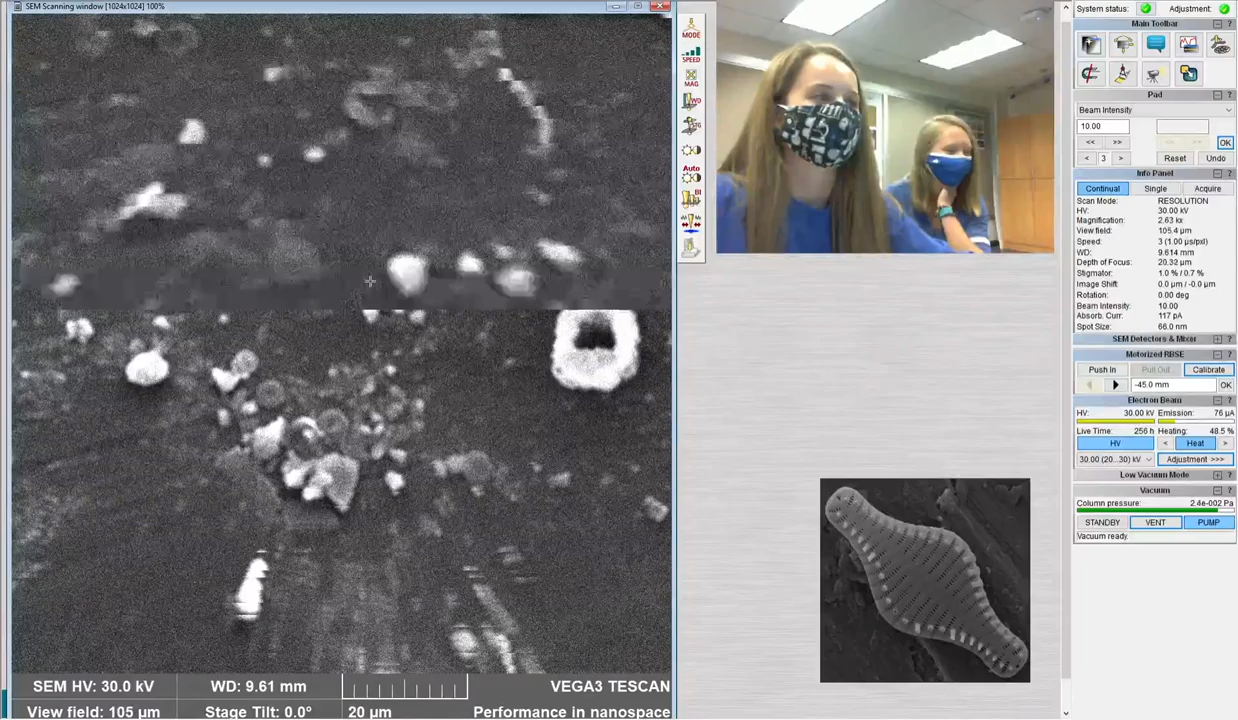 SEM Scanning window [1024x1024] 100%
SEM HV: 30.0 kV
WD: 9.61 mm
VEGA3 TESCAN
View field: 105 µm
Stage Tilt: 0.0°
20 µm
Performance in nanospace
MODE
SPEED
MAG
WD
STG
Auto
BI
System status:
Adjustment:
Main Toolbar
Pad
Beam Intensity
10.00
<< >>
OK
< 3 > Reset Undo
Info Panel
Continual Single Acquire
Scan Mode: RESOLUTION
HV: 30.00 kV
Magnification: 2.63 kx
View field: 105.4 µm
Speed: 3 (1.00 µs/pxl)
WD: 9.614 mm
Depth of Focus: 20.32 µm
Stigmator: 1.0 % / 0.7 %
Image Shift: 0.0 µm / -0.0 µm
Rotation: 0.00 deg
Beam Intensity: 10.00
Absorb. Curr: 117 pA
Spot Size: 66.0 nm
SEM Detectors & Mixer
Motorized RBSE
Push In Pull Out Calibrate
-45.0 mm OK
Electron Beam
HV: 30.00 kV Emission: 76 µA
Live Time: 256 h Heating: 48.5 %
HV < Heat >
30.00 (20...30) kV Adjustment >>>
Low Vacuum Mode
Vacuum
Column pressure: 2.4e-002 Pa
STANDBY VENT PUMP
Vacuum ready.